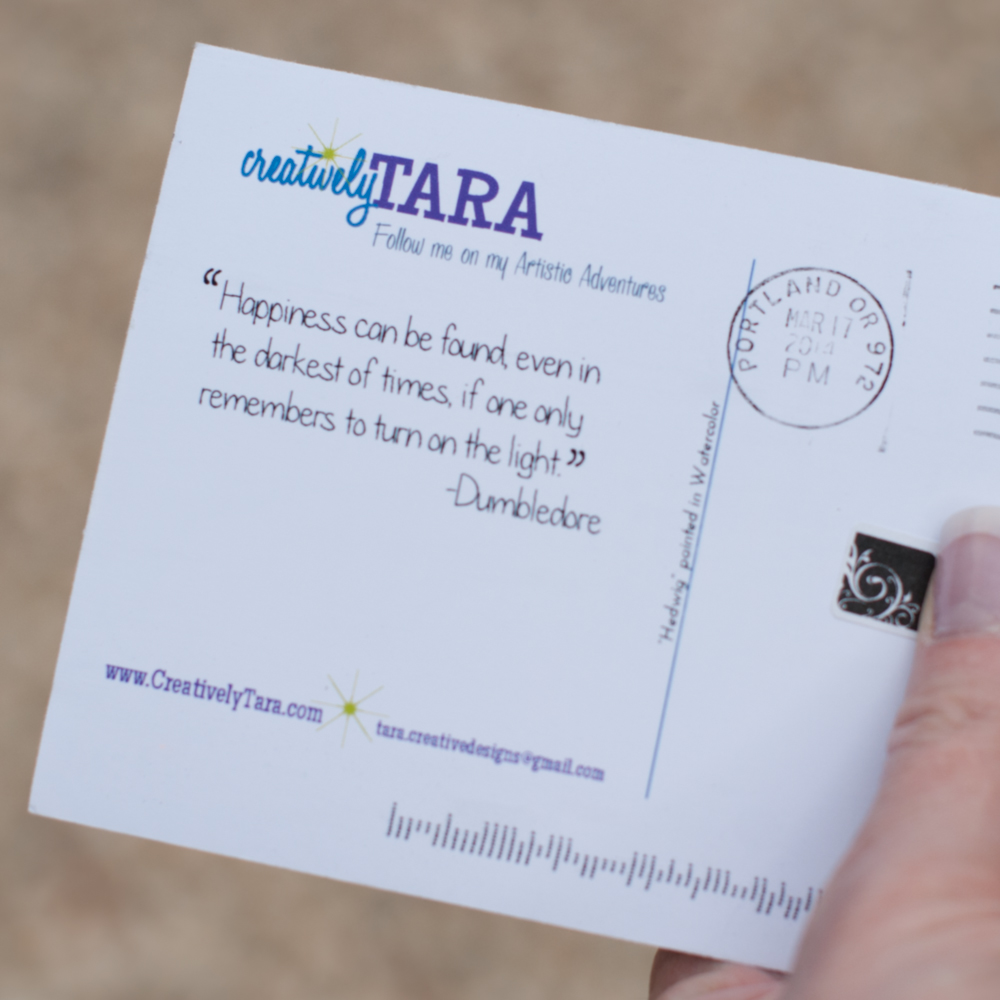 creatively TARA
Follow me on my Artistic Adventures
“Happiness can be found, even in
the darkest of times, if one only
remembers to turn on the light.”
-Dumbledore
www.CreativelyTara.com
tara.creativedesigns@gmail.com
"Hedwig" painted in Watercolor
PORTLAND OR 972
MAR 17
PM